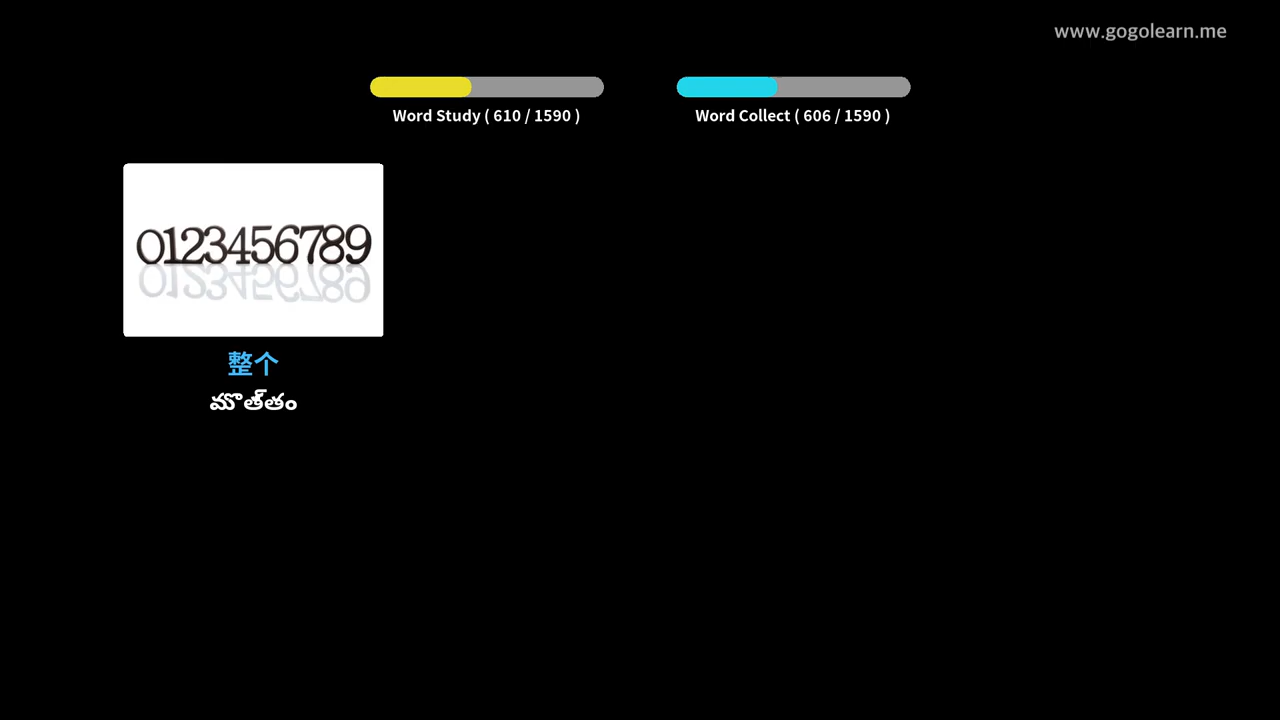 www.gogolearn.me
Word Study ( 610 / 1590 )
Word Collect ( 606 / 1590 )
0123456789
整个
మొత్తం